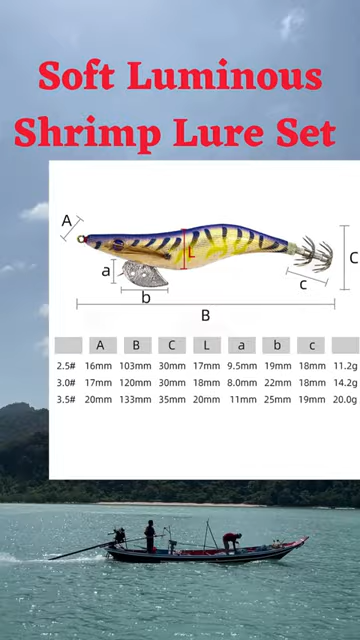 Soft Luminous
Shrimp Lure Set
A
L
C
a
b
c
B
A B C L a b c
2.5# 16mm 103mm 30mm 17mm 9.5mm 19mm 18mm 11.2g
3.0# 17mm 120mm 30mm 18mm 8.0mm 22mm 18mm 14.2g
3.5# 20mm 133mm 35mm 20mm 11mm 25mm 19mm 20.0g